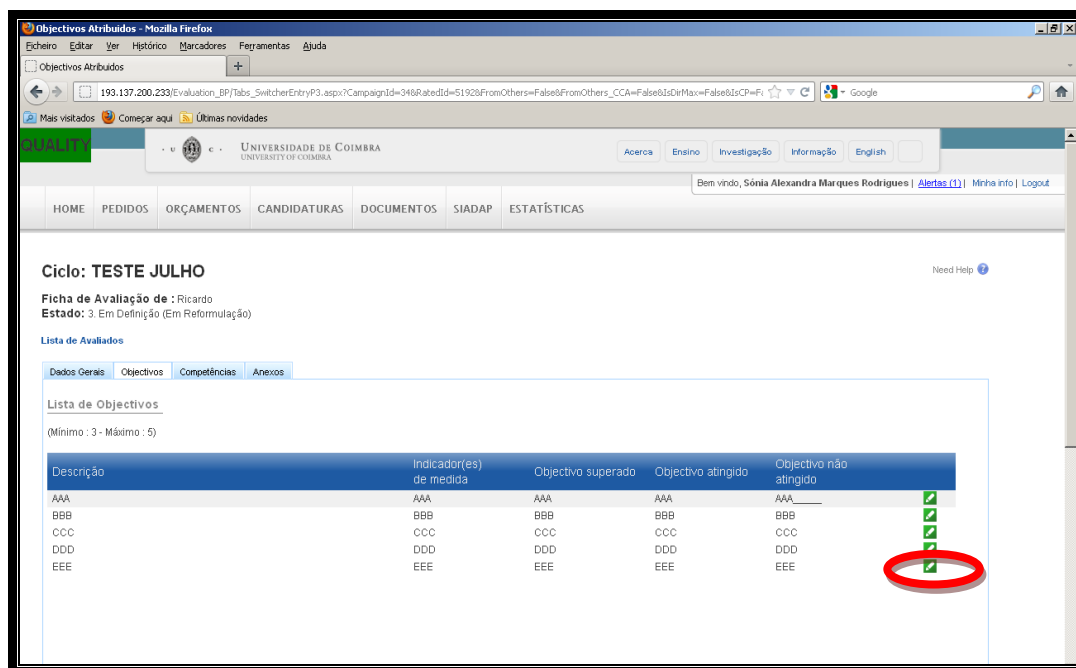 Objectivos Atribuidos - Mozilla Firefox
Ficheiro Editar Ver Histórico Marcadores Ferramentas Ajuda
Objectivos Atribuidos +
193.137.200.233/Evaluation_BP/Tabs_SwitcherEntryP3.aspx?CampaignId=348&RatedId=5192&FromOthers=False&FromOthers_CCA=False&IsDirMax=False&IsCP=F Google
Mais visitados Começar aqui Últimas novidades
QUALITY · U C · UNIVERSIDADE DE COIMBRA
UNIVERSITY OF COIMBRA
Acerca Ensino Investigação Informação English
Bem vindo, Sónia Alexandra Marques Rodrigues | Alertas (1) | Minha info | Logout
HOME PEDIDOS ORÇAMENTOS CANDIDATURAS DOCUMENTOS SIADAP ESTATÍSTICAS
Ciclo: TESTE JULHO Need Help ?
Ficha de Avaliação de : Ricardo
Estado: 3. Em Definição (Em Reformulação)
Lista de Avaliados
Dados Gerais Objectivos Competências Anexos
Lista de Objectivos
(Mínimo : 3 - Máximo : 5)
Descrição Indicador(es) de medida Objectivo superado Objectivo atingido Objectivo não atingido
AAA AAA AAA AAA AAA_____
BBB BBB BBB BBB BBB
CCC CCC CCC CCC CCC
DDD DDD DDD DDD DDD
EEE EEE EEE EEE EEE